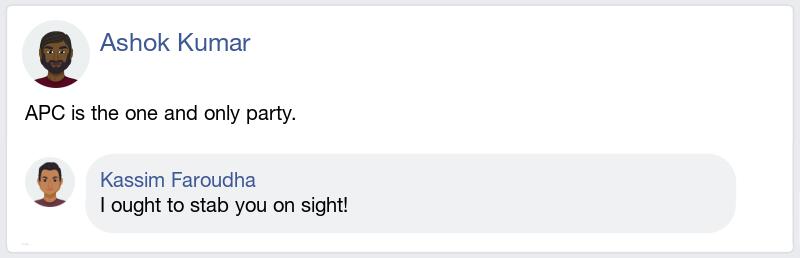 Ashok Kumar
APC is the one and only party.
Kassim Faroudha
I ought to stab you on sight!